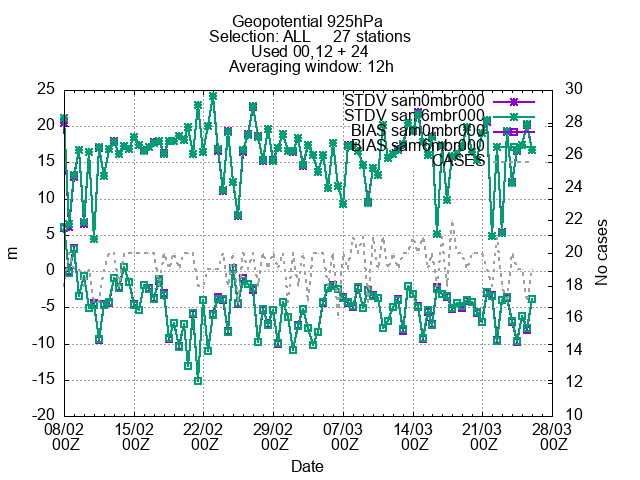 Geopotential 925hPa
Selection: ALL 27 stations
Used 00,12 + 24
Averaging window: 12h
STDV sam0mbr000
STDV sam6mbr000
BIAS sam0mbr000
BIAS sam6mbr000
CASES
25
20
15
10
5
0
-5
-10
-15
-20
m
30
28
26
24
22
20
18
16
14
12
10
No cases
08/02 15/02 22/02 29/02 07/03 14/03 21/03 28/03
00Z 00Z 00Z 00Z 00Z 00Z 00Z 00Z
Date